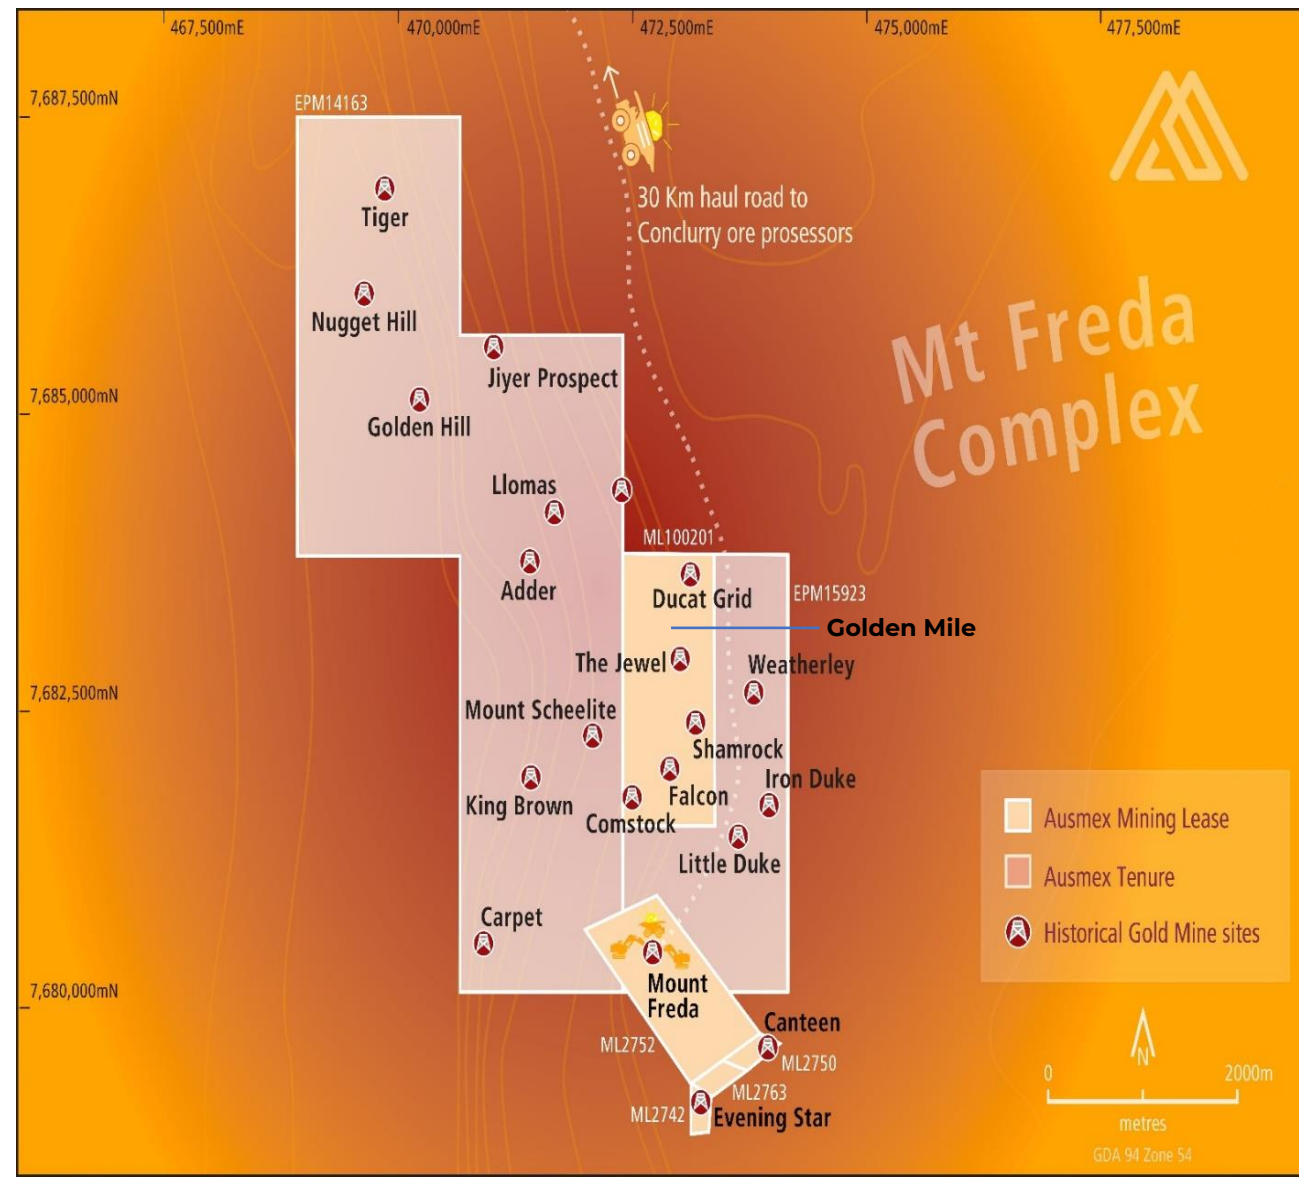 467,500mE
470,000mE
472,500mE
475,000mE
477,500mE
7,687,500mN
EPM14163
Tiger
30 Km haul road to
Conclurry ore prosessors
Nugget Hill
Mt Freda
Complex
Jiyer Prospect
7,685,000mN
Golden Hill
Llomas
ML100201
Adder
Ducat Grid
EPM15923
Golden Mile
The Jewel
Weatherley
7,682,500mN
Mount Scheelite
Shamrock
Iron Duke
King Brown
Falcon
Comstock
Little Duke
Ausmex Mining Lease
Ausmex Tenure
Historical Gold Mine sites
Carpet
7,680,000mN
Mount
Freda
Canteen
ML2752
ML2750
ML2763
ML2742
Evening Star
N
0
2000m
metres
GDA 94 Zone 54